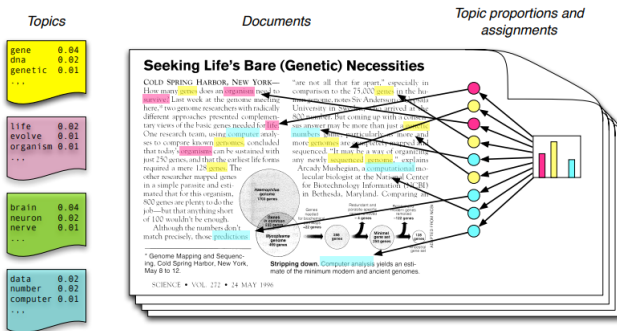 Topics
gene 0.04
dna 0.02
genetic 0.01
...
life 0.02
evolve 0.01
organism 0.01
...
brain 0.04
neuron 0.02
nerve 0.01
...
data 0.02
number 0.02
computer 0.01
...
Documents
Topic proportions and
assignments
Seeking Life's Bare (Genetic) Necessities
COLD SPRING HARBOR, NEW YORK—
How many genes does an organism need to
survive? Last week at the genome meeting
here,* two genome researchers with radically
different approaches presented complemen-
tary views of the basic genes needed for life.
One research team, using computer analy-
ses to compare known genomes, concluded
that today's organisms can be sustained with
just 250 genes, and that the earliest life forms
required a mere 128 genes. The
other researcher mapped genes
in a simple parasite and esti-
mated that for this organism,
800 genes are plenty to do the
job—but that anything short
of 100 wouldn't be enough.
Although the numbers don't
match precisely, those predictions
* Genome Mapping and Sequenc-
ing, Cold Spring Harbor, New York,
May 8 to 12.
"are not all that far apart," especially in
comparison to the 75,000 genes in the hu-
man genome, notes Siv Andersson
University in Sweden, who arrived at the
800 number. But coming up with a consen-
sus answer may be more than just a
numbers particularly as more and
more genomes are completely mapped and
sequenced. "It may be a way of organizing
any newly sequenced genome," explains
Arcady Mushegian, a computational mo-
lecular biologist at the National Center
for Biotechnology Information (NCBI)
in Bethesda, Maryland. Comparing an
Haemophilus
genome
1703 genes
Genes
in common
233 genes
Mycoplasma
genome
469 genes
Stripping down. Computer analysis yields an esti-
mate of the minimum modern and ancient genomes.
SCIENCE • VOL. 272 • 24 MAY 1996